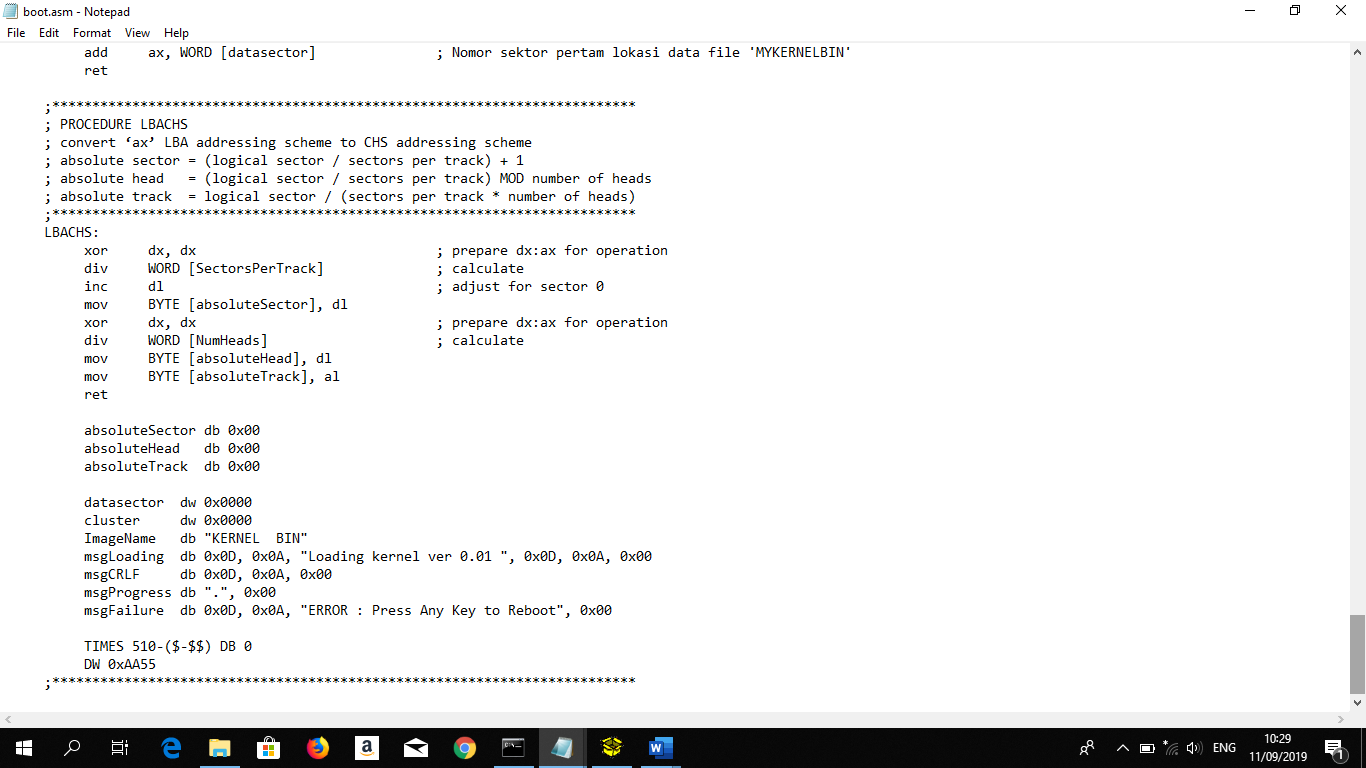 boot.asm - Notepad
File Edit Format View Help
add ax, WORD [datasector] ; Nomor sektor pertam lokasi data file 'MYKERNELBIN'
ret
;*************************************************************************
; PROCEDURE LBACHS
; convert ‘ax’ LBA addressing scheme to CHS addressing scheme
; absolute sector = (logical sector / sectors per track) + 1
; absolute head   = (logical sector / sectors per track) MOD number of heads
; absolute track  = logical sector / (sectors per track * number of heads)
;*************************************************************************
LBACHS:
xor dx, dx ; prepare dx:ax for operation
div WORD [SectorsPerTrack] ; calculate
inc dl ; adjust for sector 0
mov BYTE [absoluteSector], dl
xor dx, dx ; prepare dx:ax for operation
div WORD [NumHeads] ; calculate
mov BYTE [absoluteHead], dl
mov BYTE [absoluteTrack], al
ret
absoluteSector db 0x00
absoluteHead   db 0x00
absoluteTrack  db 0x00
datasector  dw 0x0000
cluster     dw 0x0000
ImageName   db "KERNEL  BIN"
msgLoading  db 0x0D, 0x0A, "Loading kernel ver 0.01 ", 0x0D, 0x0A, 0x00
msgCRLF     db 0x0D, 0x0A, 0x00
msgProgress db ".", 0x00
msgFailure  db 0x0D, 0x0A, "ERROR : Press Any Key to Reboot", 0x00
TIMES 510-($-$$) DB 0
DW 0xAA55
;*************************************************************************
ENG
10:29
11/09/2019
1